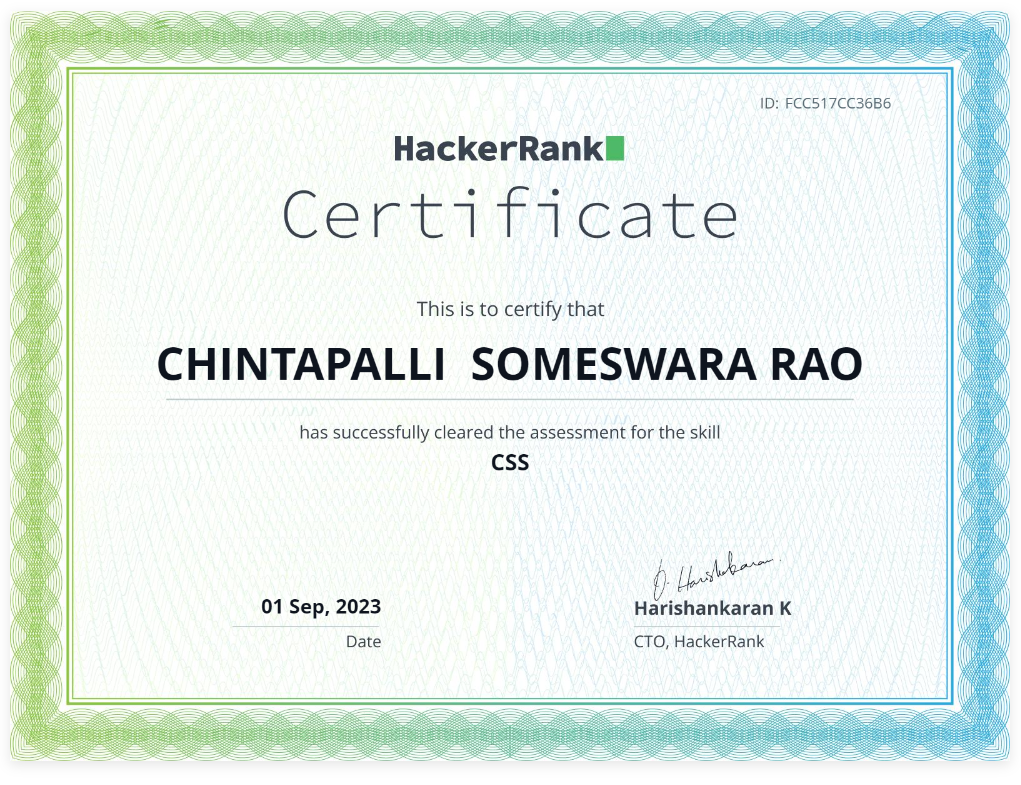 ID: FCC517CC36B6
HackerRank
Certificate
This is to certify that
CHINTAPALLI  SOMESWARA RAO
has successfully cleared the assessment for the skill
CSS
01 Sep, 2023
Date
Harishankaran K
CTO, HackerRank